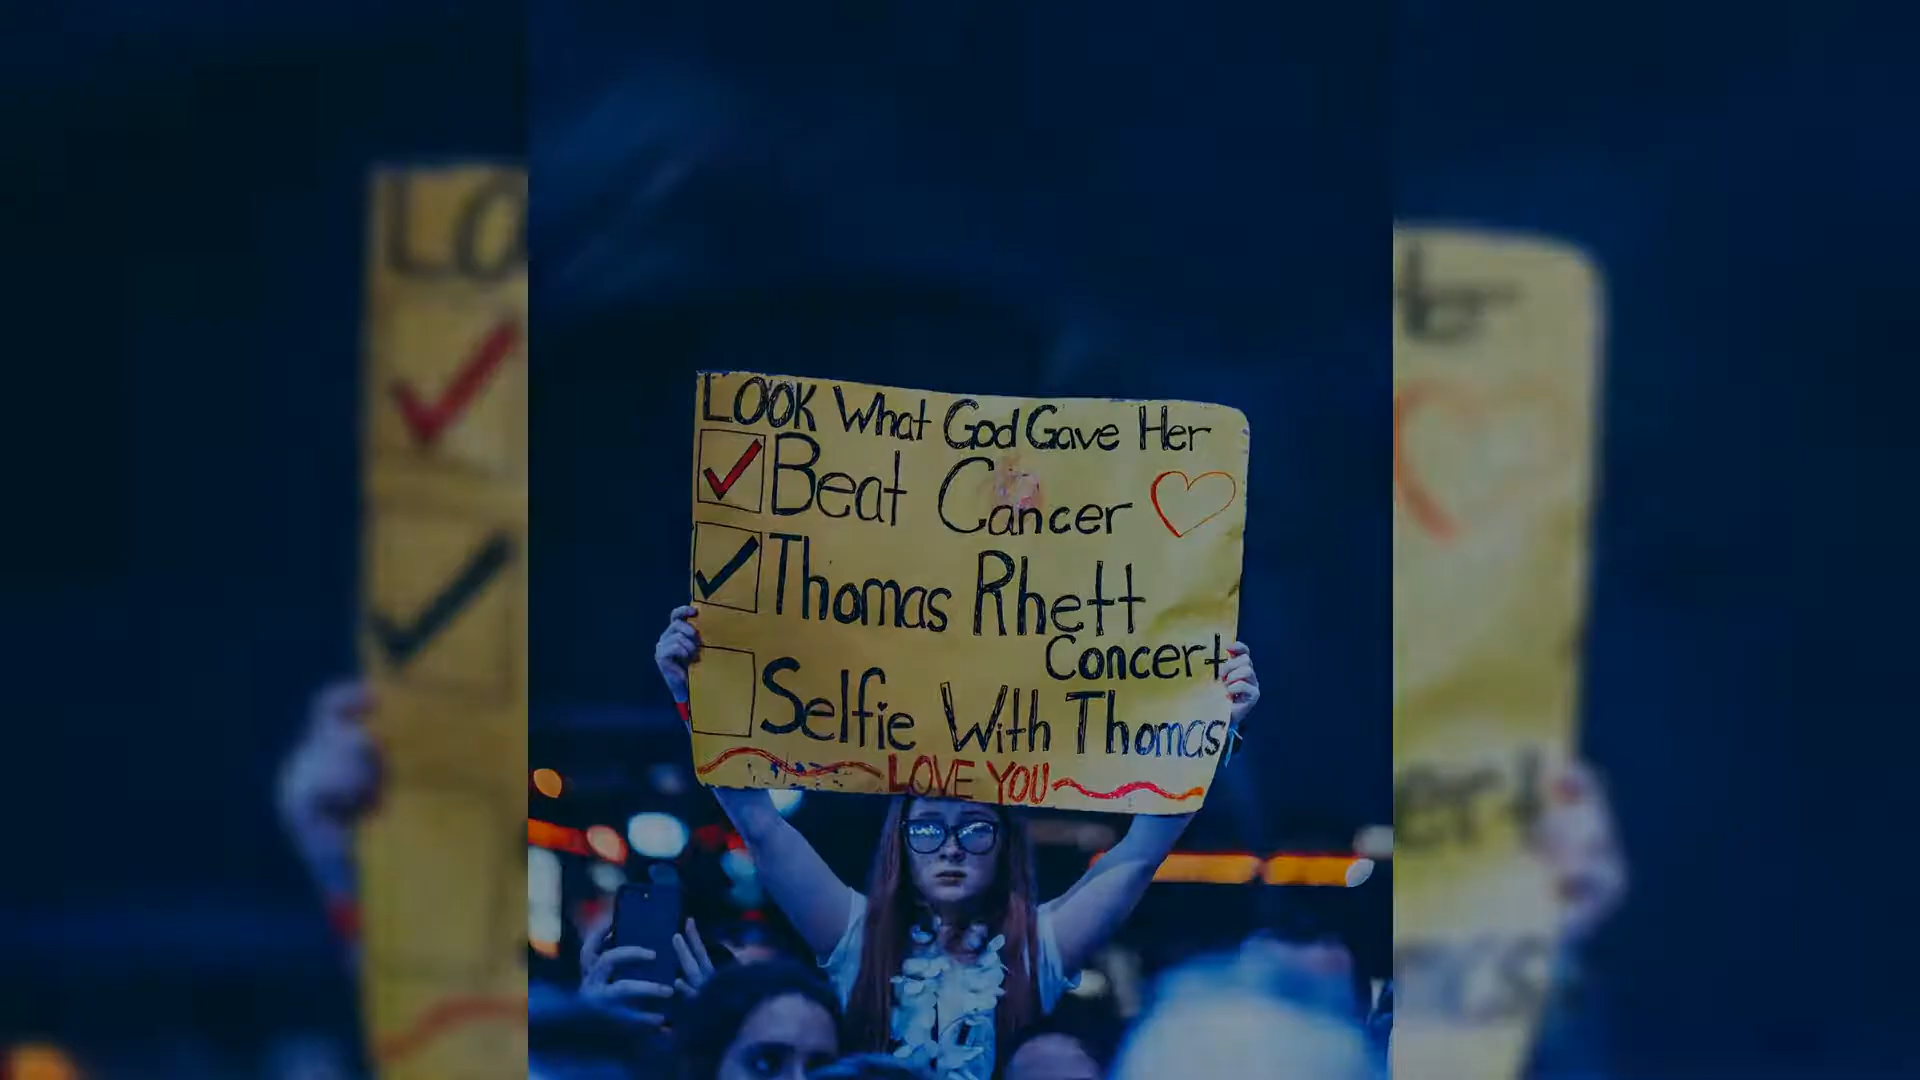 LOOK What God Gave Her
Beat Cancer
Thomas Rhett
Concert
Selfie With Thomas
LOVE YOU